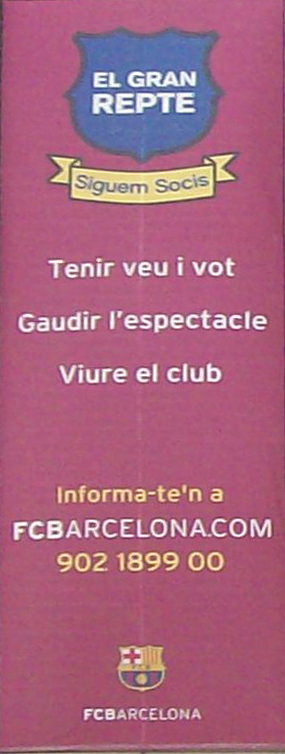 EL GRAN
REPTE
Siguem Socis
Tenir veu i vot
Gaudir l'espectacle
Viure el club
Informa-te'n a
FCBARCELONA.COM
902 1899 00
FCB
FCBARCELONA